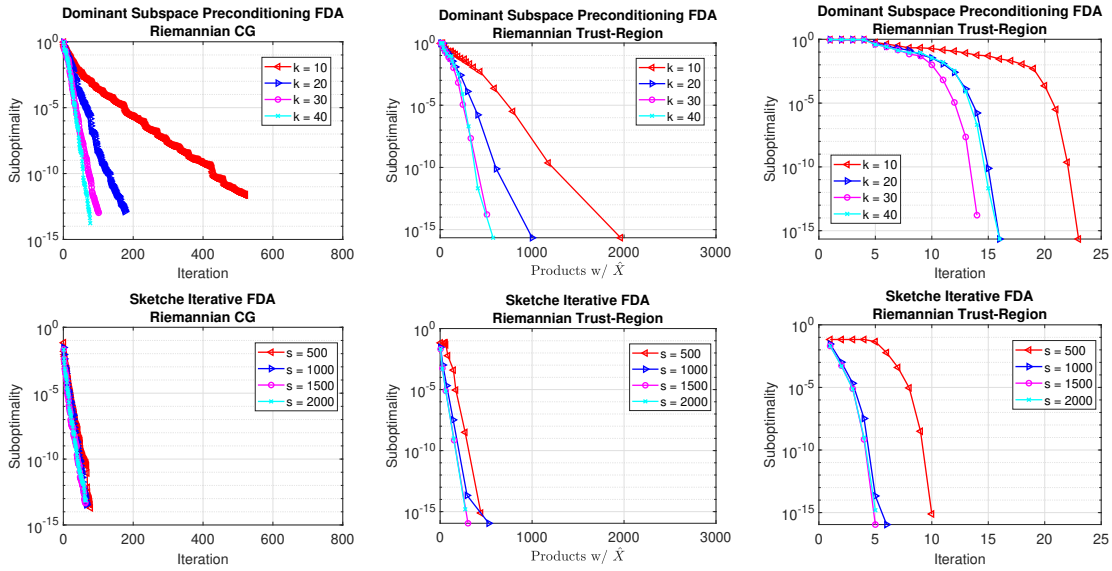 Dominant Subspace Preconditioning FDA
Riemannian CG
10^0
10^-5
10^-10
10^-15
Suboptimality
k = 10
k = 20
k = 30
k = 40
0 200 400 600 800
Iteration
Dominant Subspace Preconditioning FDA
Riemannian Trust-Region
10^0
10^-5
10^-10
10^-15
Suboptimality
k = 10
k = 20
k = 30
k = 40
0 1000 2000 3000
Products w/ X̂
Dominant Subspace Preconditioning FDA
Riemannian Trust-Region
10^0
10^-5
10^-10
10^-15
Suboptimality
k = 10
k = 20
k = 30
k = 40
0 5 10 15 20 25
Iteration
Sketche Iterative FDA
Riemannian CG
10^0
10^-5
10^-10
10^-15
Suboptimality
s = 500
s = 1000
s = 1500
s = 2000
0 200 400 600 800
Iteration
Sketche Iterative FDA
Riemannian Trust-Region
10^0
10^-5
10^-10
10^-15
Suboptimality
s = 500
s = 1000
s = 1500
s = 2000
0 1000 2000 3000
Products w/ X̂
Sketche Iterative FDA
Riemannian Trust-Region
10^0
10^-5
10^-10
10^-15
Suboptimality
s = 500
s = 1000
s = 1500
s = 2000
0 5 10 15 20 25
Iteration